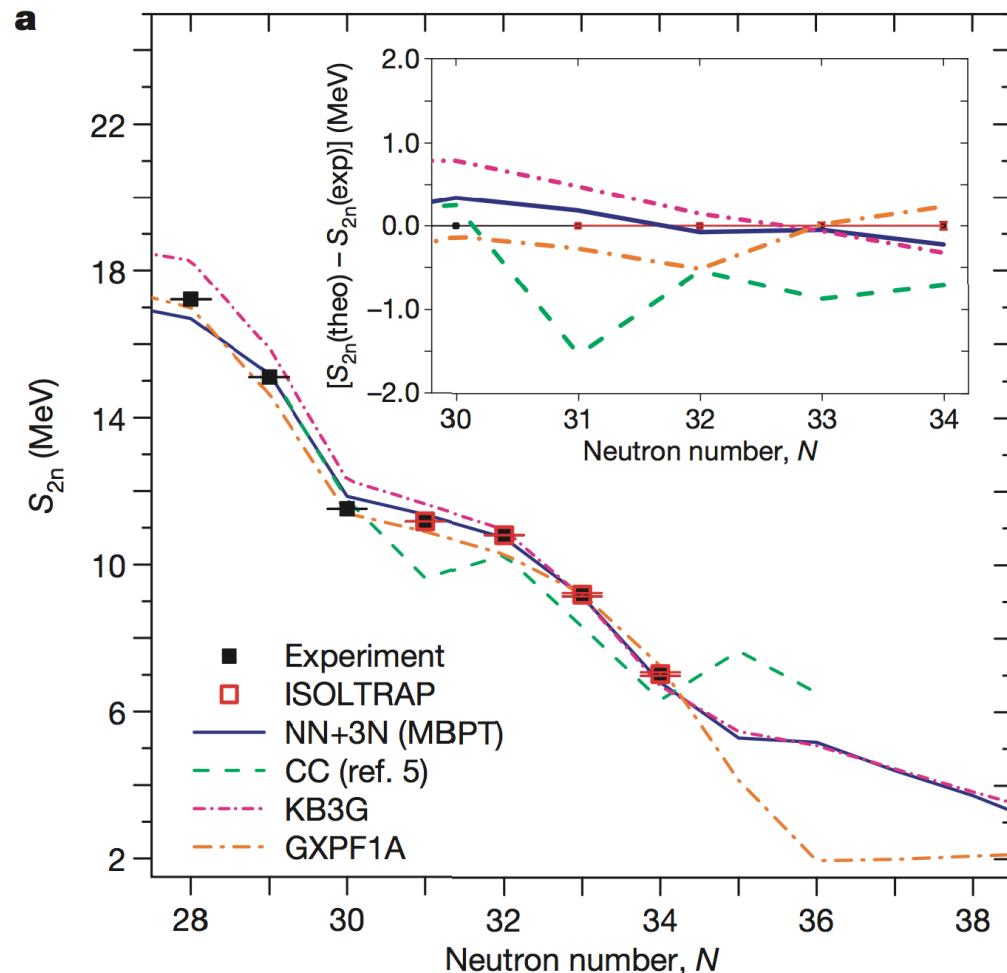 a
[S2n(theo) − S2n(exp)] (MeV)
2.0
1.0
0.0
−1.0
−2.0
30 31 32 33 34
Neutron number, N
S2n (MeV)
22
18
14
10
6
2
Experiment
ISOLTRAP
NN+3N (MBPT)
CC (ref. 5)
KB3G
GXPF1A
28 30 32 34 36 38
Neutron number, N